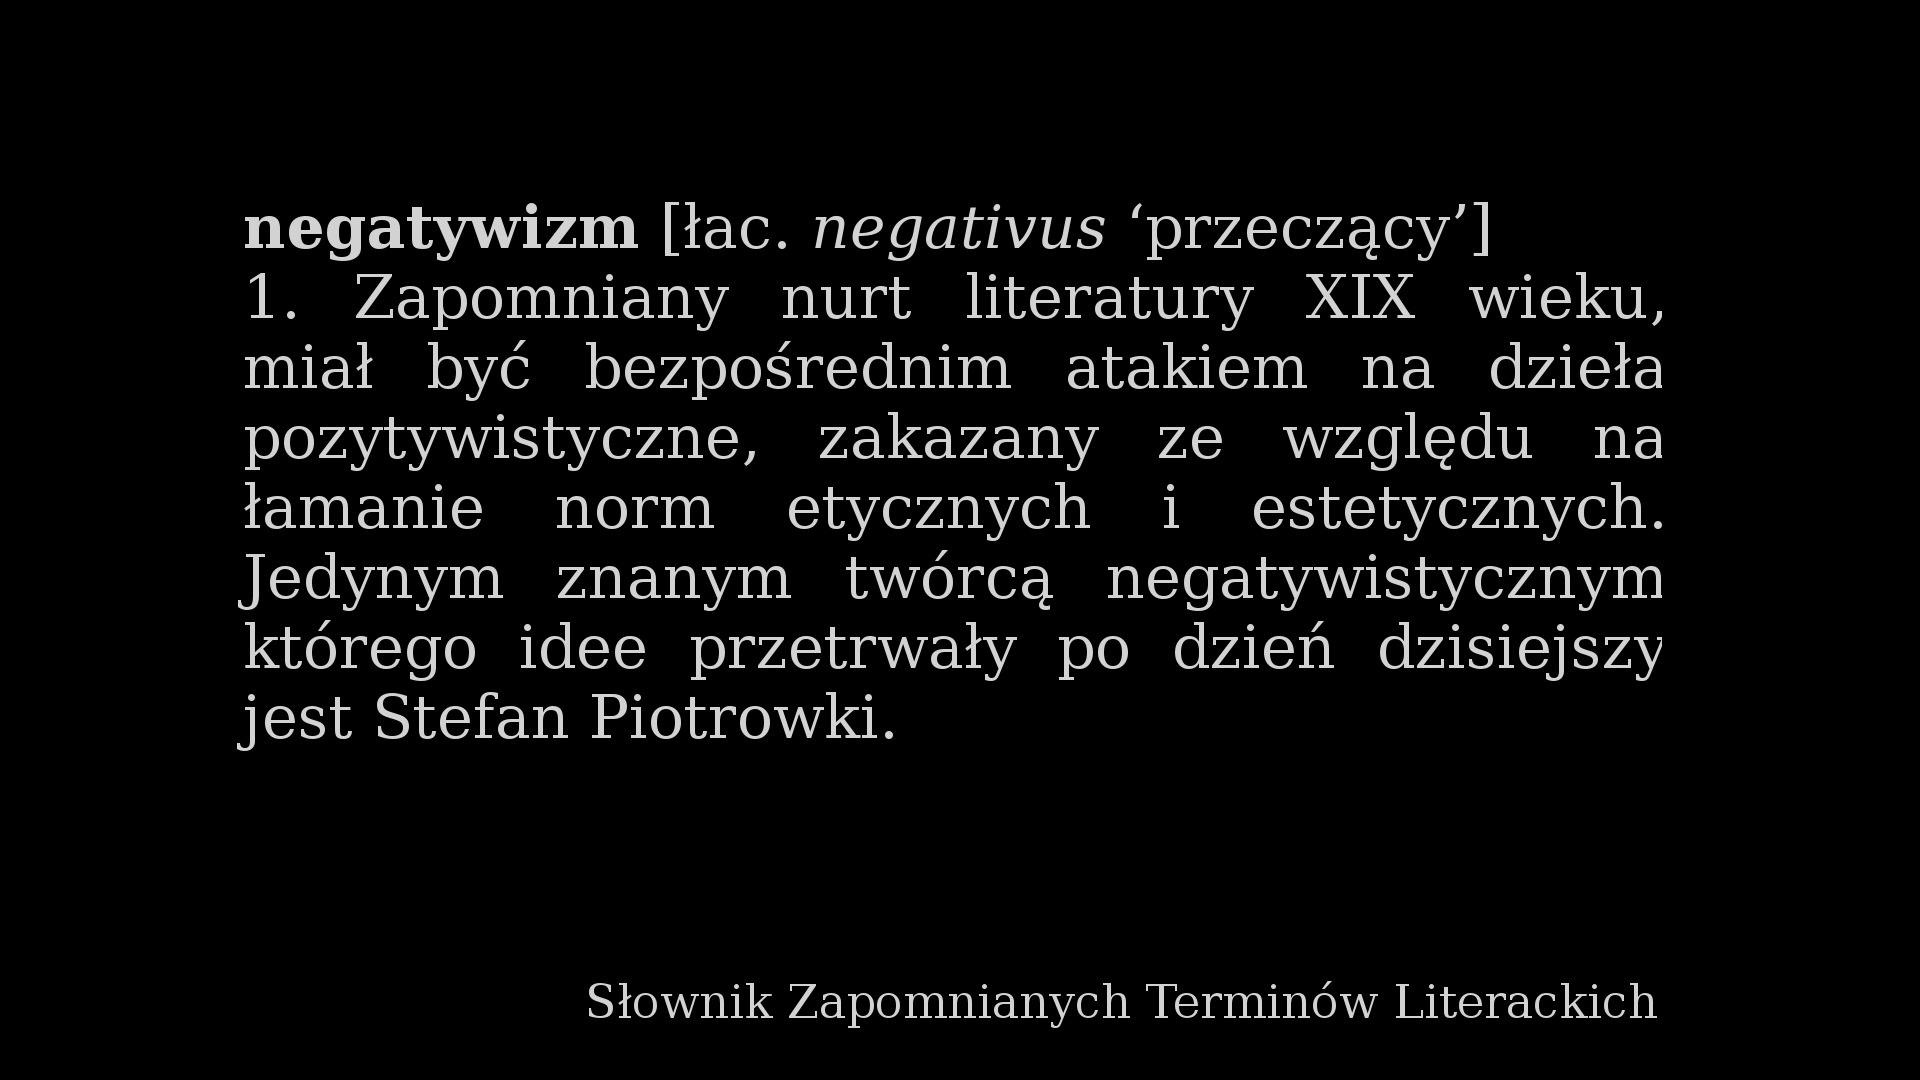 negatywizm [łac. negativus ‘przeczący’]
1. Zapomniany nurt literatury XIX wieku,
miał być bezpośrednim atakiem na dzieła
pozytywistyczne, zakazany ze względu na
łamanie norm etycznych i estetycznych.
Jedynym znanym twórcą negatywistycznym
którego idee przetrwały po dzień dzisiejszy
jest Stefan Piotrowki.
Słownik Zapomnianych Terminów Literackich